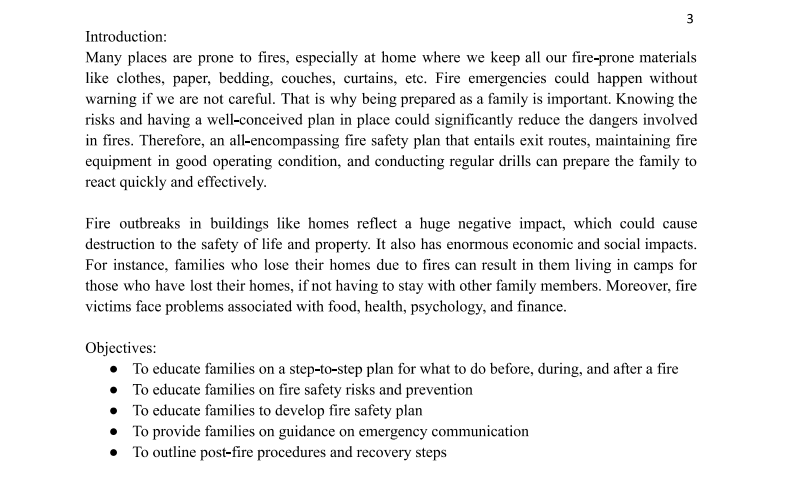 3
Introduction:
Many places are prone to fires, especially at home where we keep all our fire-prone materials
like clothes, paper, bedding, couches, curtains, etc. Fire emergencies could happen without
warning if we are not careful. That is why being prepared as a family is important. Knowing the
risks and having a well-conceived plan in place could significantly reduce the dangers involved
in fires. Therefore, an all-encompassing fire safety plan that entails exit routes, maintaining fire
equipment in good operating condition, and conducting regular drills can prepare the family to
react quickly and effectively.
Fire outbreaks in buildings like homes reflect a huge negative impact, which could cause
destruction to the safety of life and property. It also has enormous economic and social impacts.
For instance, families who lose their homes due to fires can result in them living in camps for
those who have lost their homes, if not having to stay with other family members. Moreover, fire
victims face problems associated with food, health, psychology, and finance.
Objectives:
● To educate families on a step-to-step plan for what to do before, during, and after a fire
● To educate families on fire safety risks and prevention
● To educate families to develop fire safety plan
● To provide families on guidance on emergency communication
● To outline post-fire procedures and recovery steps